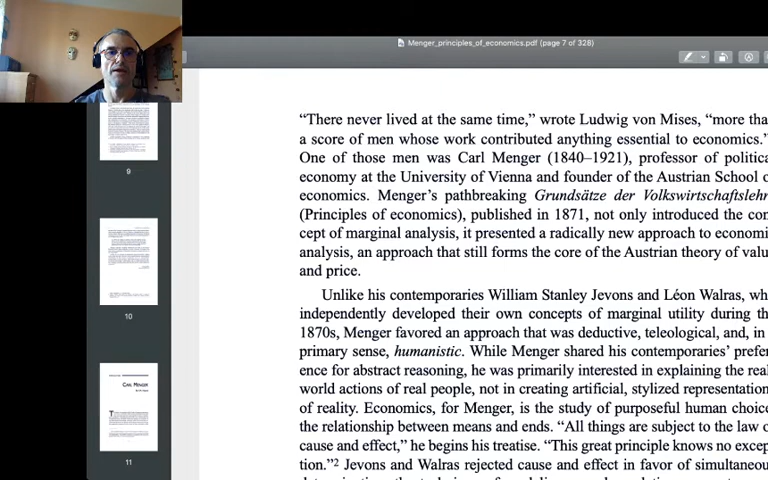 Menger_principles_of_economics.pdf (page 7 of 328)
“There never lived at the same time,” wrote Ludwig von Mises, “more tha
a score of men whose work contributed anything essential to economics.”
One of those men was Carl Menger (1840–1921), professor of politica
economy at the University of Vienna and founder of the Austrian School o
economics. Menger’s pathbreaking Grundsätze der Volkswirtschaftslehr
(Principles of economics), published in 1871, not only introduced the con
cept of marginal analysis, it presented a radically new approach to economi
analysis, an approach that still forms the core of the Austrian theory of valu
and price.
Unlike his contemporaries William Stanley Jevons and Léon Walras, wh
independently developed their own concepts of marginal utility during th
1870s, Menger favored an approach that was deductive, teleological, and, in
primary sense, humanistic. While Menger shared his contemporaries’ prefer
ence for abstract reasoning, he was primarily interested in explaining the real
world actions of real people, not in creating artificial, stylized representation
of reality. Economics, for Menger, is the study of purposeful human choice
the relationship between means and ends. “All things are subject to the law o
cause and effect,” he begins his treatise. “This great principle knows no excep
tion.”2 Jevons and Walras rejected cause and effect in favor of simultaneou
9
10
CARL MENGER
11